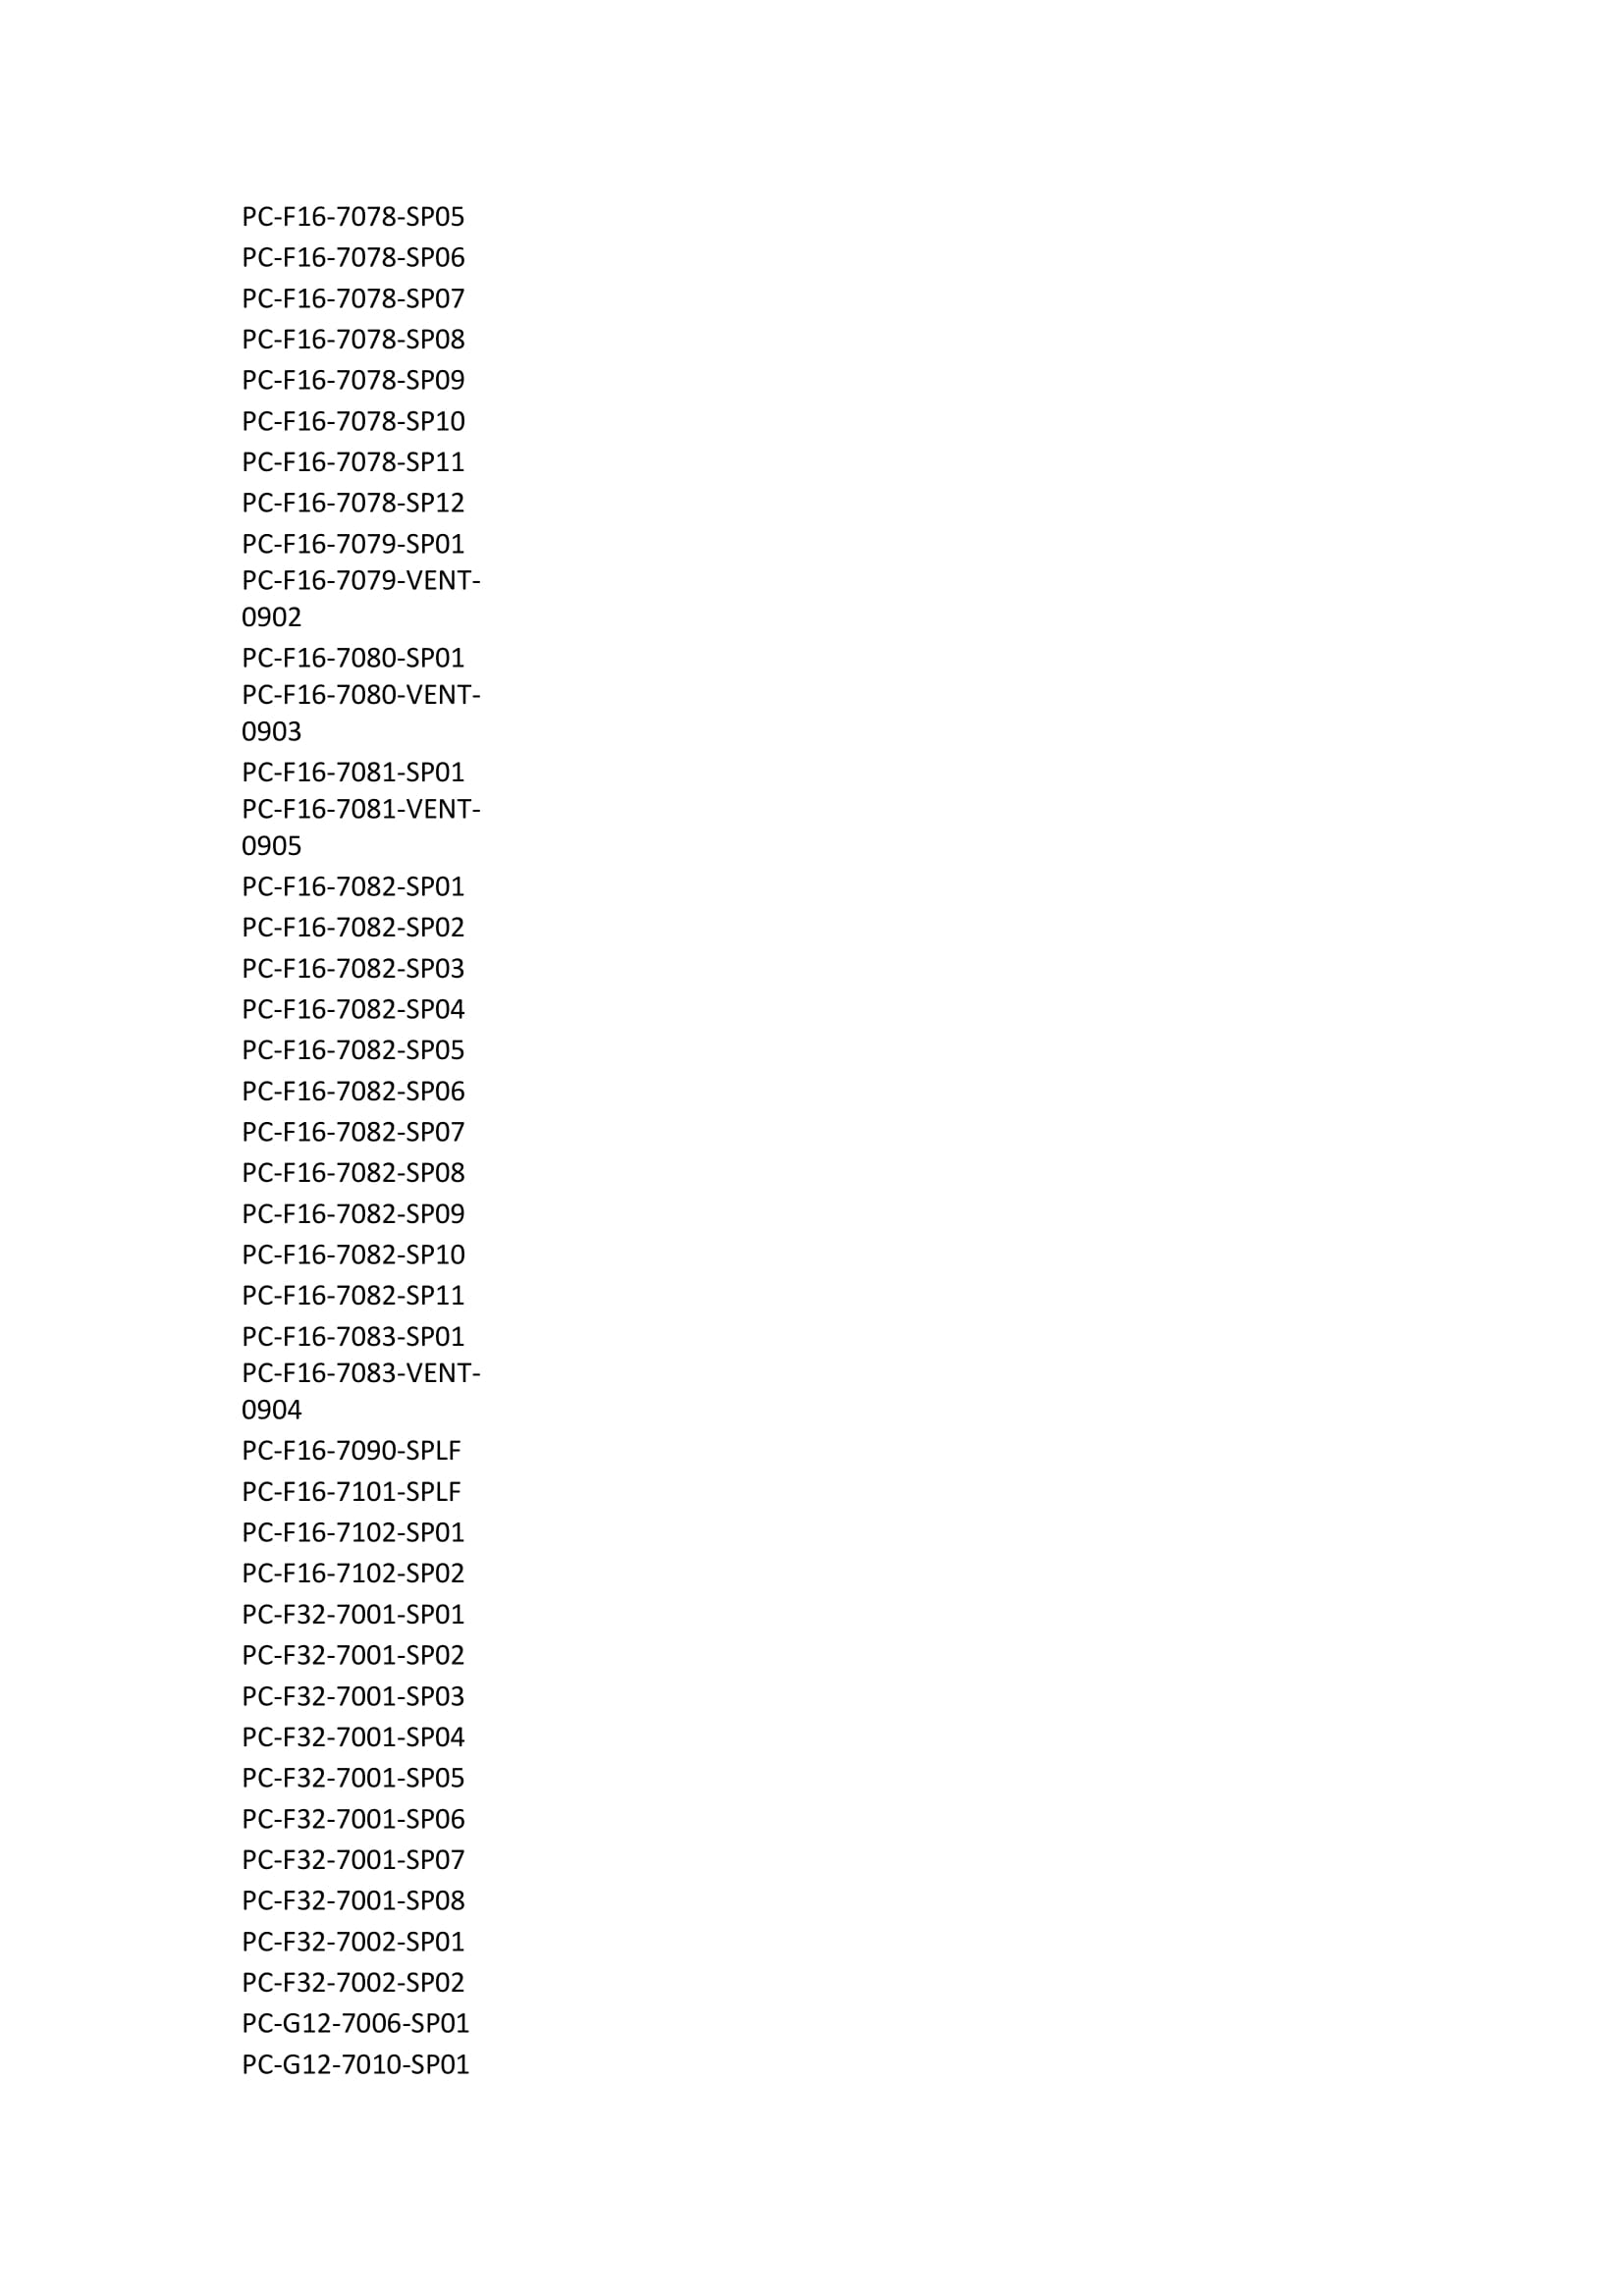 PC-F16-7078-SP05
PC-F16-7078-SP06
PC-F16-7078-SP07
PC-F16-7078-SP08
PC-F16-7078-SP09
PC-F16-7078-SP10
PC-F16-7078-SP11
PC-F16-7078-SP12
PC-F16-7079-SP01
PC-F16-7079-VENT-
0902
PC-F16-7080-SP01
PC-F16-7080-VENT-
0903
PC-F16-7081-SP01
PC-F16-7081-VENT-
0905
PC-F16-7082-SP01
PC-F16-7082-SP02
PC-F16-7082-SP03
PC-F16-7082-SP04
PC-F16-7082-SP05
PC-F16-7082-SP06
PC-F16-7082-SP07
PC-F16-7082-SP08
PC-F16-7082-SP09
PC-F16-7082-SP10
PC-F16-7082-SP11
PC-F16-7083-SP01
PC-F16-7083-VENT-
0904
PC-F16-7090-SPLF
PC-F16-7101-SPLF
PC-F16-7102-SP01
PC-F16-7102-SP02
PC-F32-7001-SP01
PC-F32-7001-SP02
PC-F32-7001-SP03
PC-F32-7001-SP04
PC-F32-7001-SP05
PC-F32-7001-SP06
PC-F32-7001-SP07
PC-F32-7001-SP08
PC-F32-7002-SP01
PC-F32-7002-SP02
PC-G12-7006-SP01
PC-G12-7010-SP01